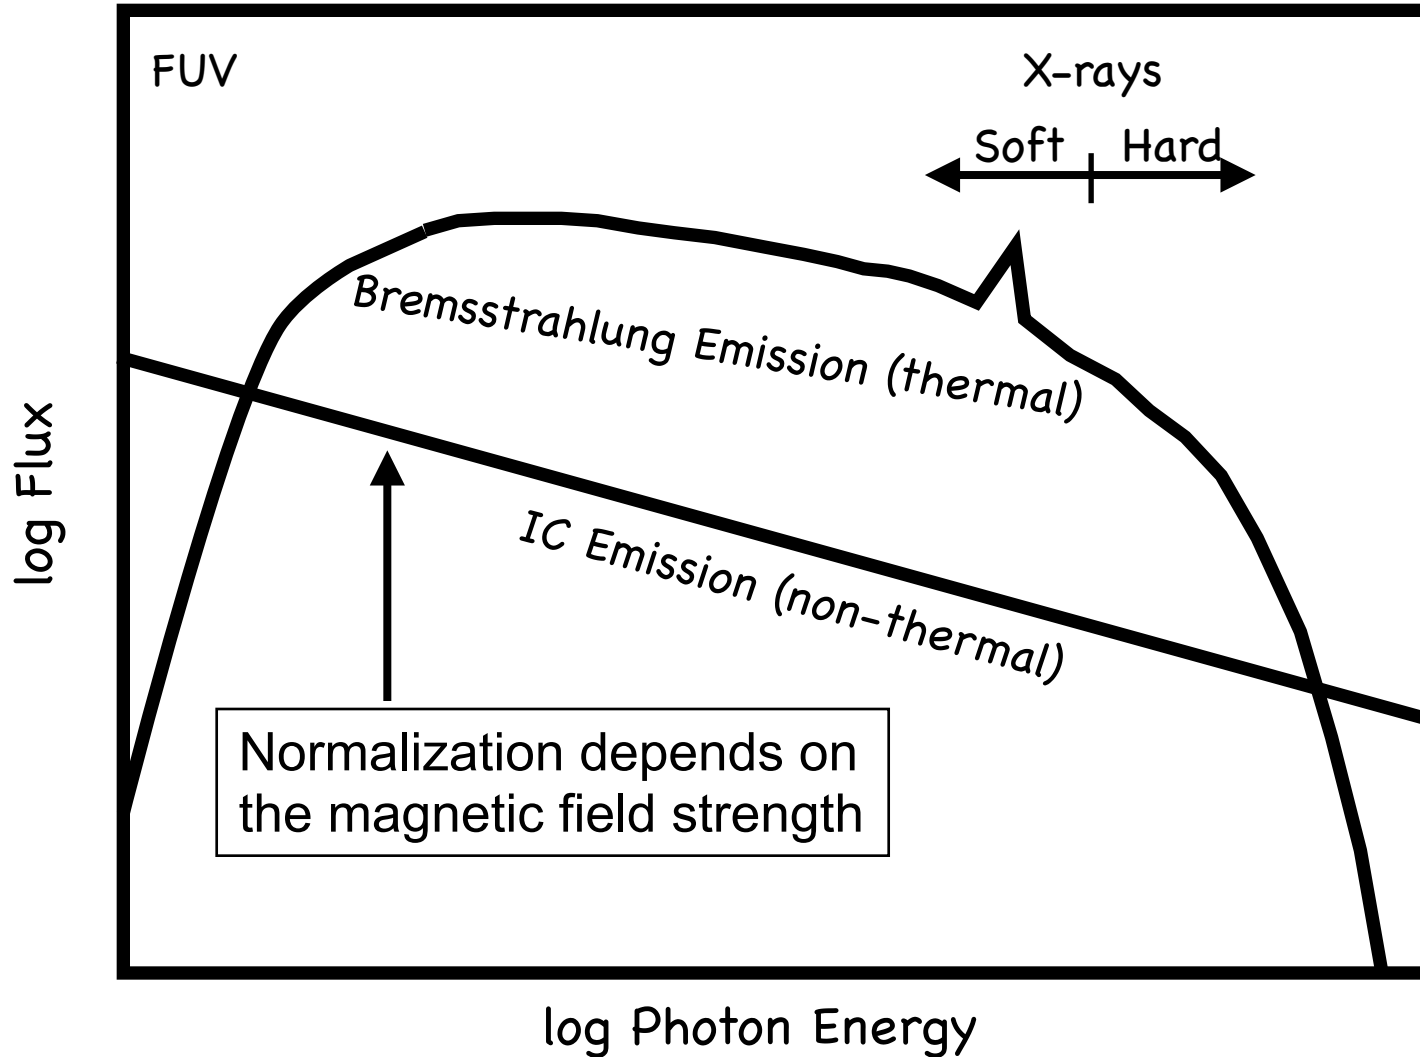 FUV
X-rays
Soft
Hard
Bremsstrahlung Emission (thermal)
IC Emission (non-thermal)
Normalization depends on
the magnetic field strength
log Flux
log Photon Energy